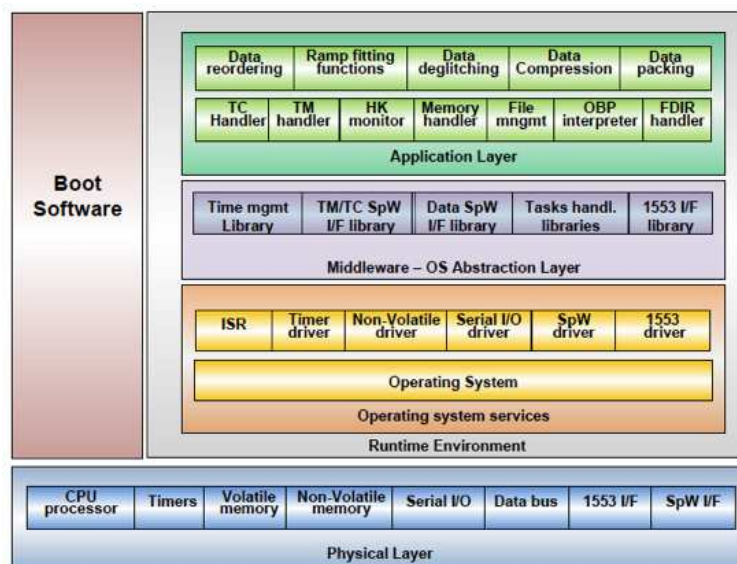 Boot
Software
Data
reordering
Ramp fitting
functions
Data
deglitching
Data
Compression
Data
packing
TC
Handler
TM
handler
HK
monitor
Memory
handler
File
mngmt
OBP
interpreter
FDIR
handler
Application Layer
Time mgmt
Library
TM/TC SpW
I/F library
Data SpW
I/F library
Tasks handl.
libraries
1553 I/F
library
Middleware – OS Abstraction Layer
ISR
Timer
driver
Non-Volatile
driver
Serial I/O
driver
SpW
driver
1553
driver
Operating System
Operating system services
Runtime Environment
CPU
processor
Timers
Volatile
memory
Non-Volatile
memory
Serial I/O
Data bus
1553 I/F
SpW I/F
Physical Layer